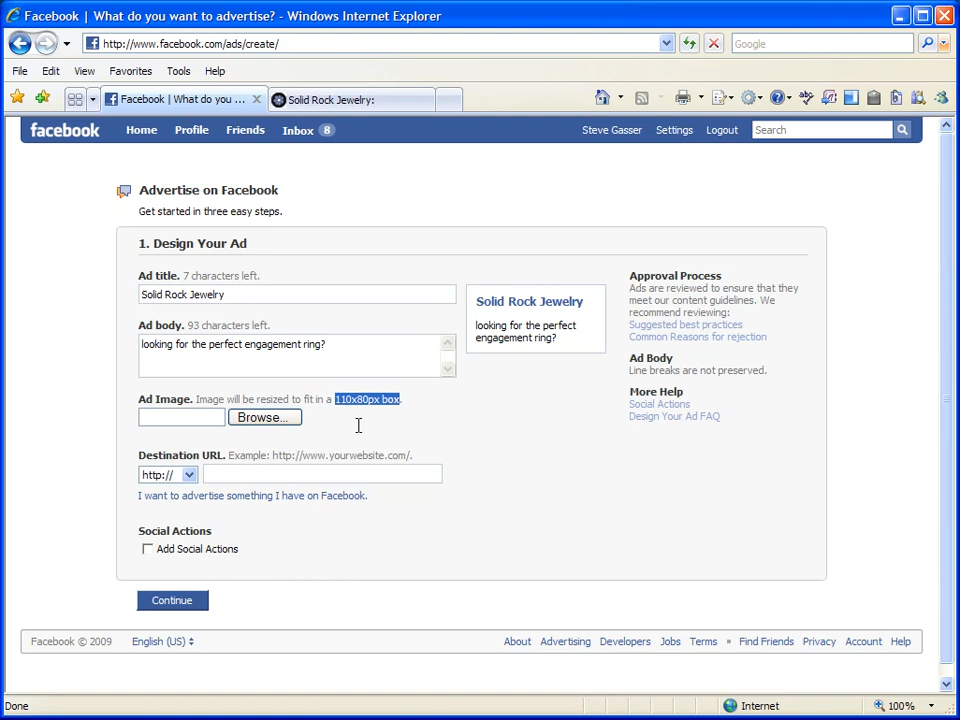 Facebook | What do you want to advertise? - Windows Internet Explorer
http://www.facebook.com/ads/create/
Google
File Edit View Favorites Tools Help
Facebook | What do you ...
Solid Rock Jewelry:
facebook Home Profile Friends Inbox 8 Steve Gasser Settings Logout Search
Advertise on Facebook
Get started in three easy steps.
1. Design Your Ad
Ad title. 7 characters left.
Solid Rock Jewelry
Ad body. 93 characters left.
looking for the perfect engagement ring?
Ad Image. Image will be resized to fit in a 110x80px box.
Browse...
Destination URL. Example: http://www.yourwebsite.com/.
http://
I want to advertise something I have on Facebook.
Social Actions
Add Social Actions
Continue
Solid Rock Jewelry
looking for the perfect
engagement ring?
Approval Process
Ads are reviewed to ensure that they
meet our content guidelines. We
recommend reviewing:
Suggested best practices
Common Reasons for rejection
Ad Body
Line breaks are not preserved.
More Help
Social Actions
Design Your Ad FAQ
Facebook © 2009 English (US) About Advertising Developers Jobs Terms ▪ Find Friends Privacy Account Help
Done Internet 100%